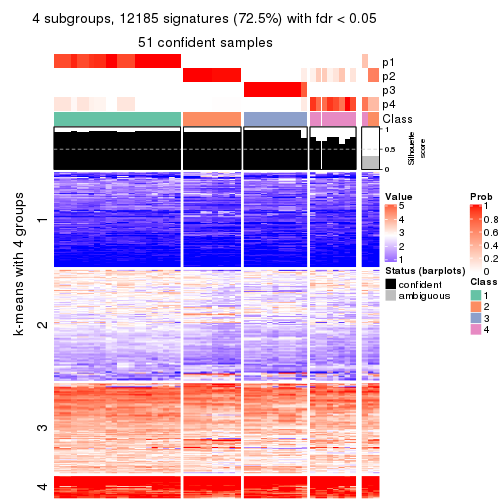 4 subgroups, 12185 signatures (72.5%) with fdr < 0.05
51 confident samples
p1
p2
p3
p4
Class
1
0.5
0
Silhouette
score
k-means with 4 groups
1
2
3
4
Value
5
4
3
2
1
Status (barplots)
confident
ambiguous
Prob
1
0.8
0.6
0.4
0.2
0
Class
1
2
3
4